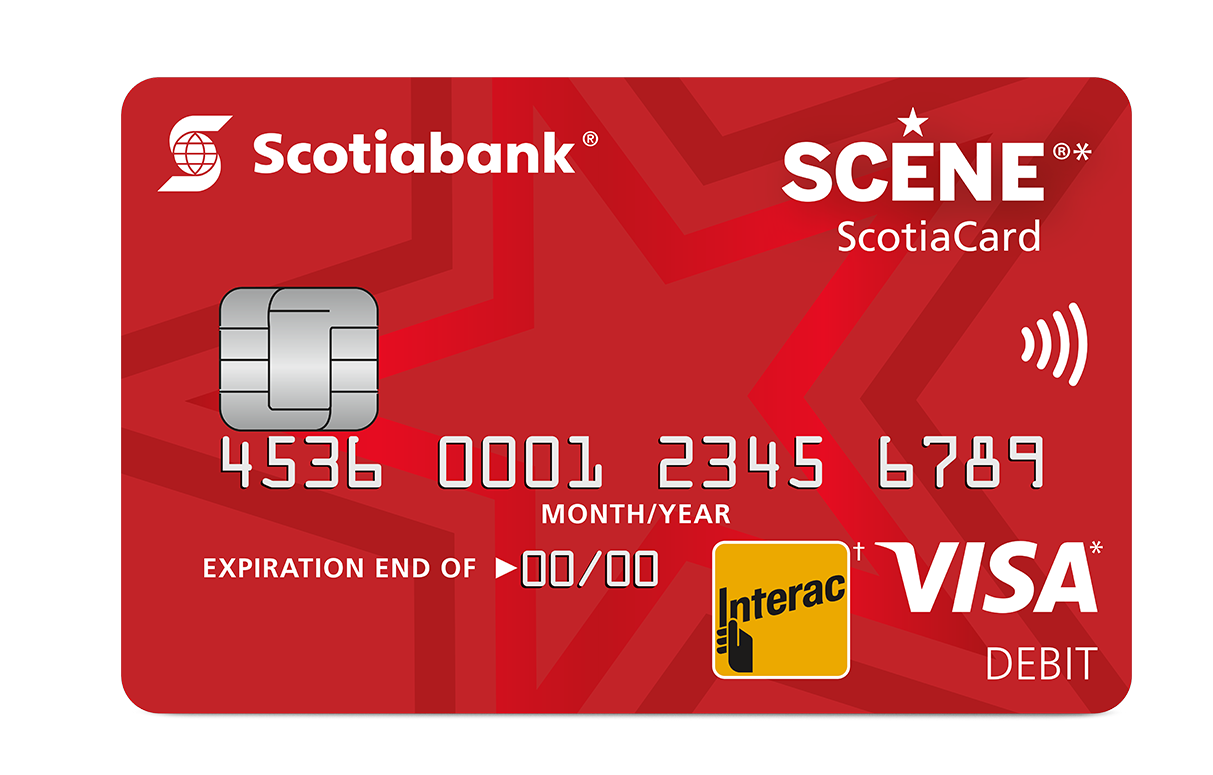 Scotiabank®
SCENE®*
ScotiaCard
4536 0001 2345 6789
MONTH/YEAR
EXPIRATION END OF ▶00/00
Interac†
VISA*
DEBIT